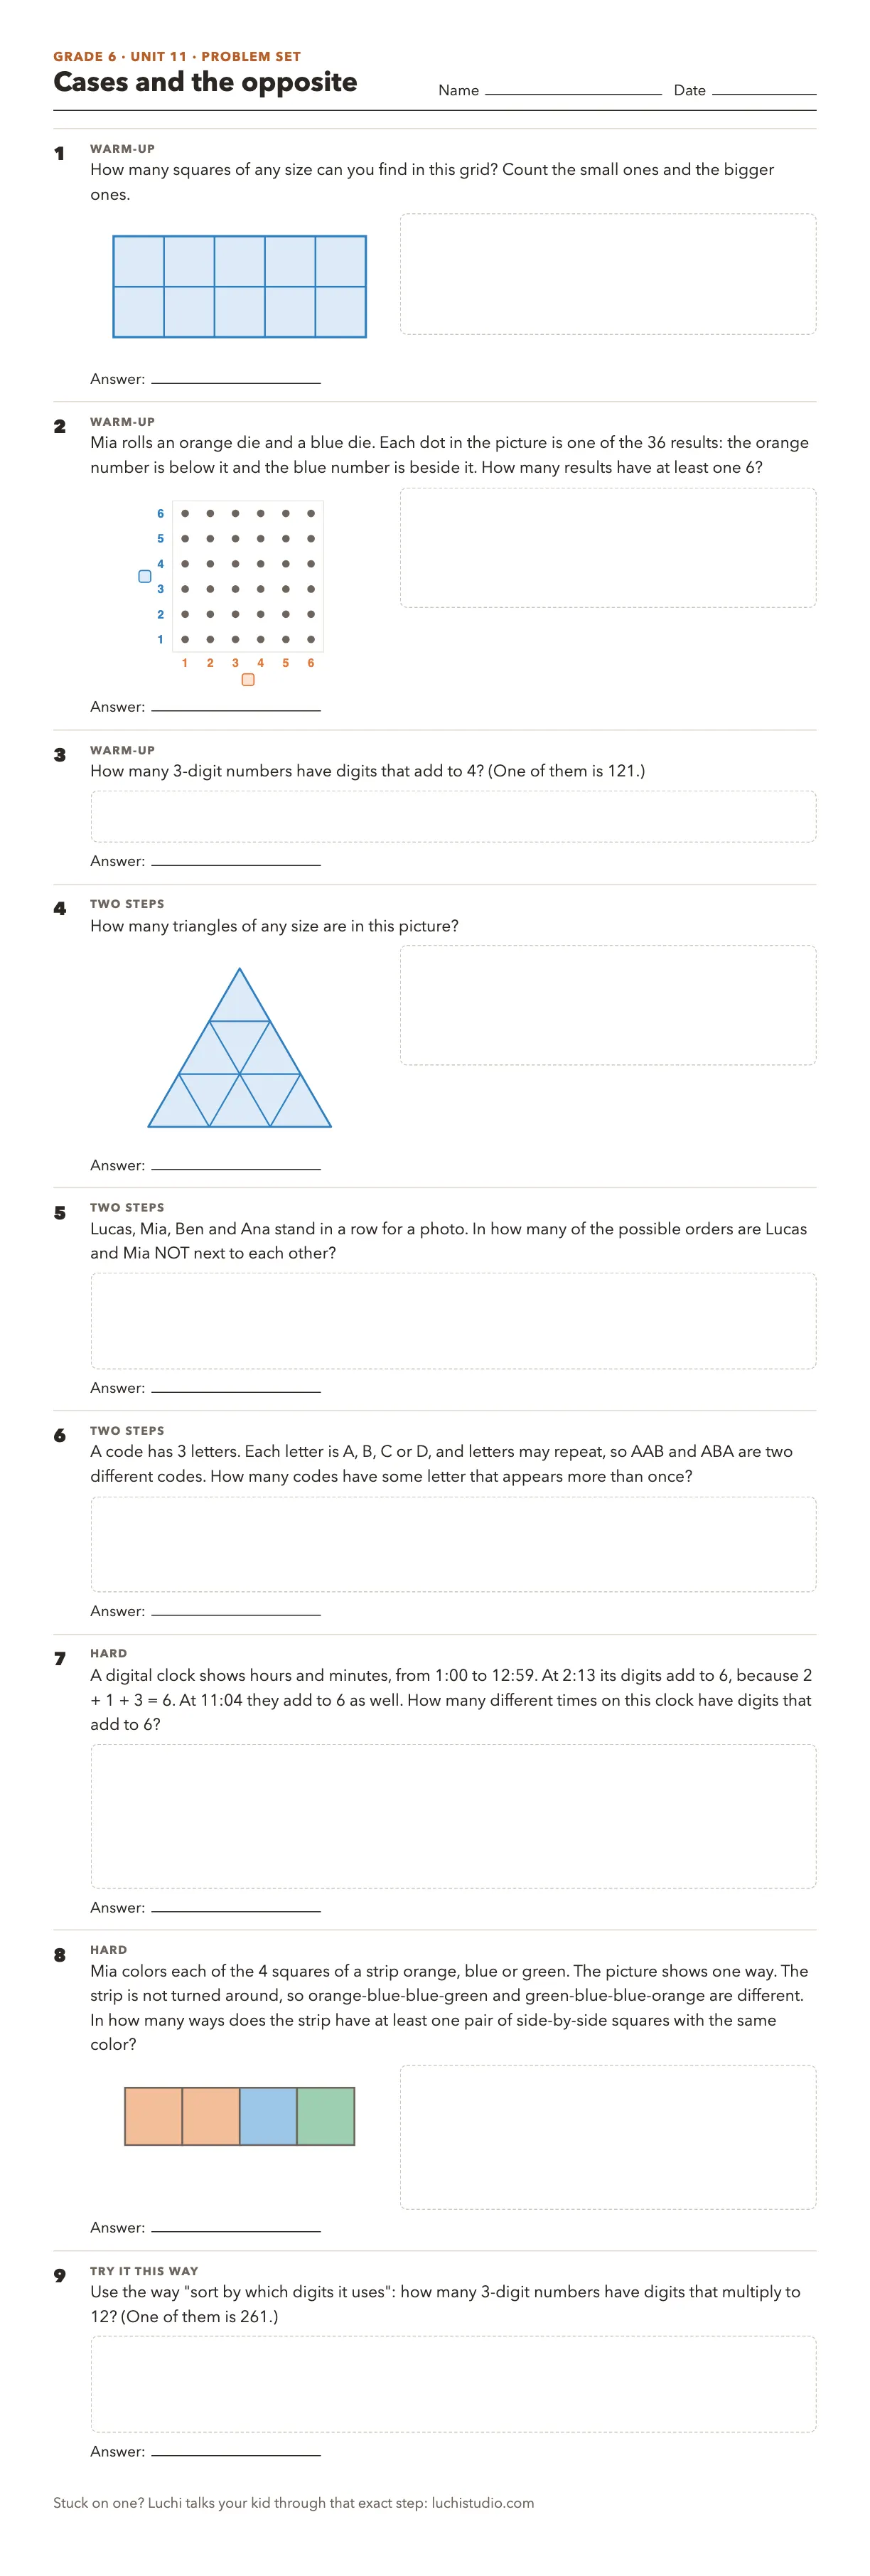 GRADE 6 · UNIT 11 · PROBLEM SET
Cases and the opposite
Name
Date
1
WARM-UP
How many squares of any size can you find in this grid? Count the small ones and the bigger
ones.
Answer:
2
WARM-UP
Mia rolls an orange die and a blue die. Each dot in the picture is one of the 36 results: the orange
number is below it and the blue number is beside it. How many results have at least one 6?
6
5
4
3
2
1
1 2 3 4 5 6
Answer:
3
WARM-UP
How many 3-digit numbers have digits that add to 4? (One of them is 121.)
Answer:
4
TWO STEPS
How many triangles of any size are in this picture?
Answer:
5
TWO STEPS
Lucas, Mia, Ben and Ana stand in a row for a photo. In how many of the possible orders are Lucas
and Mia NOT next to each other?
Answer:
6
TWO STEPS
A code has 3 letters. Each letter is A, B, C or D, and letters may repeat, so AAB and ABA are two
different codes. How many codes have some letter that appears more than once?
Answer:
7
HARD
A digital clock shows hours and minutes, from 1:00 to 12:59. At 2:13 its digits add to 6, because 2
+ 1 + 3 = 6. At 11:04 they add to 6 as well. How many different times on this clock have digits that
add to 6?
Answer:
8
HARD
Mia colors each of the 4 squares of a strip orange, blue or green. The picture shows one way. The
strip is not turned around, so orange-blue-blue-green and green-blue-blue-orange are different.
In how many ways does the strip have at least one pair of side-by-side squares with the same
color?
Answer:
9
TRY IT THIS WAY
Use the way "sort by which digits it uses": how many 3-digit numbers have digits that multiply to
12? (One of them is 261.)
Answer:
Stuck on one? Luchi talks your kid through that exact step: luchistudio.com